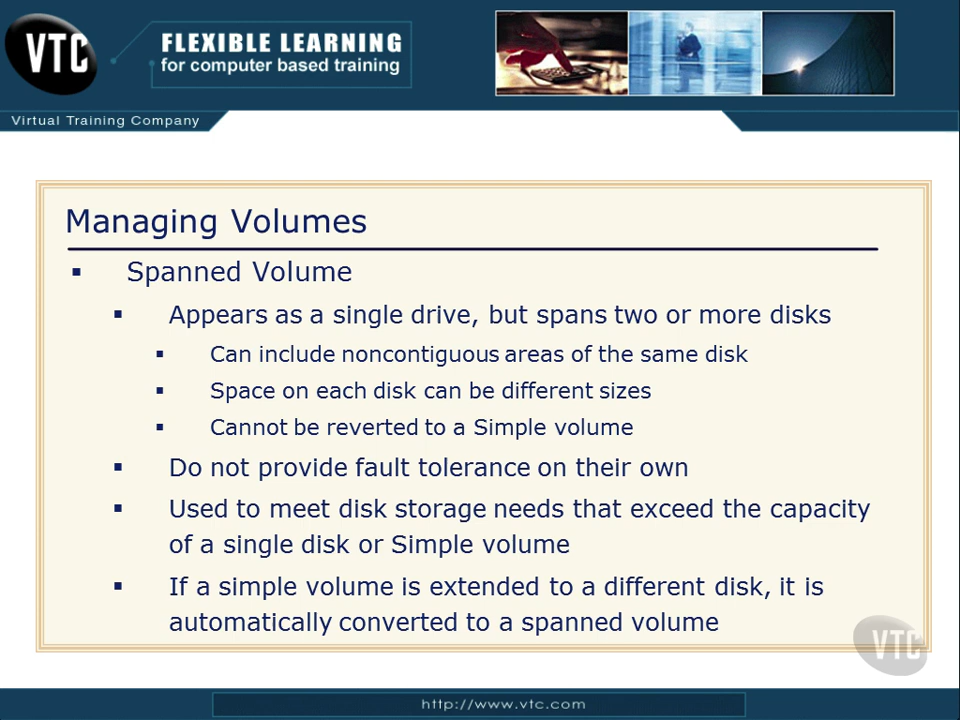 VTC
FLEXIBLE LEARNING
for computer based training
Virtual Training Company
Managing Volumes
▪ Spanned Volume
▪ Appears as a single drive, but spans two or more disks
▪ Can include noncontiguous areas of the same disk
▪ Space on each disk can be different sizes
▪ Cannot be reverted to a Simple volume
▪ Do not provide fault tolerance on their own
▪ Used to meet disk storage needs that exceed the capacity
of a single disk or Simple volume
▪ If a simple volume is extended to a different disk, it is
automatically converted to a spanned volume
VTC
http://www.vtc.com